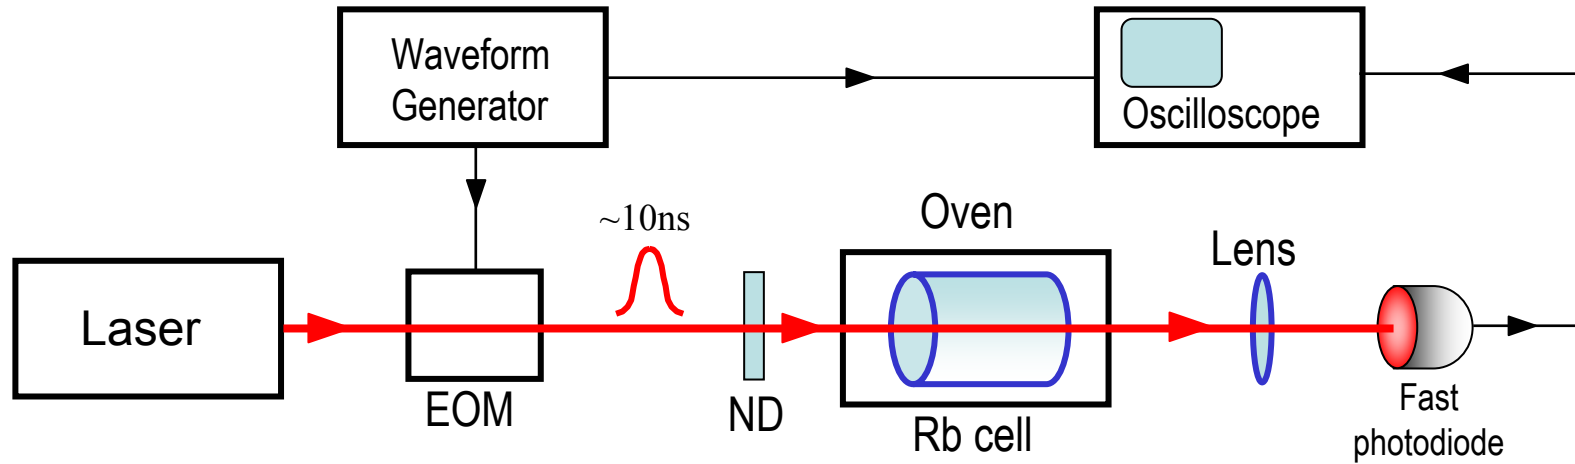 Waveform
Generator
Oscilloscope
~10ns
Oven
Lens
Laser
EOM
ND
Rb cell
Fast
photodiode